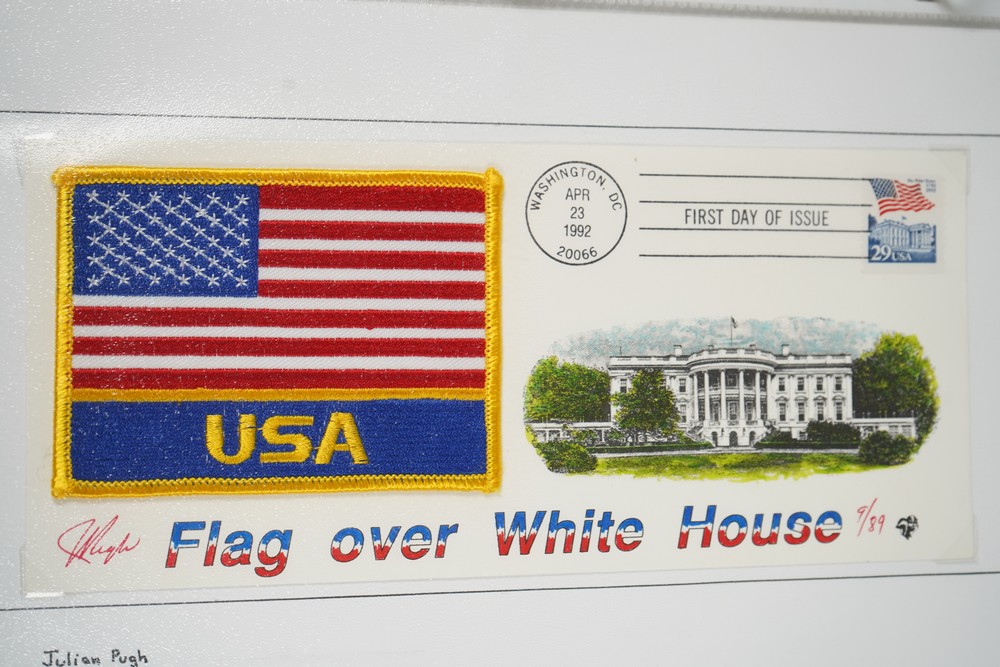 WASHINGTON, DC
APR
23
1992
20066
FIRST DAY OF ISSUE
29 USA
USA
JPugh
Flag over White House
9/89
Julian Pugh